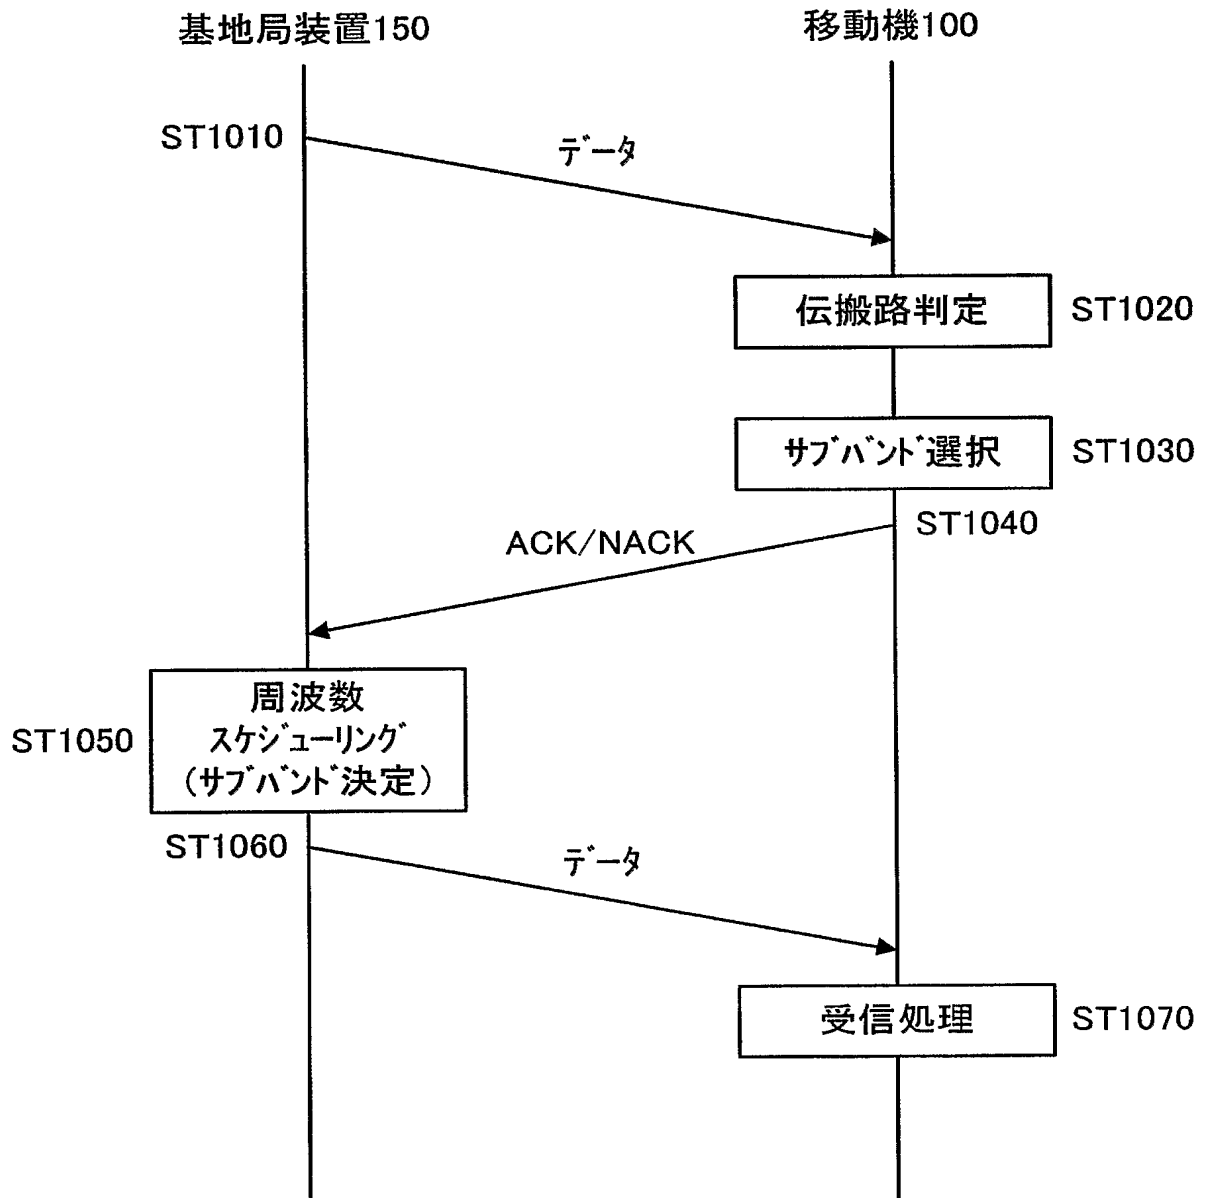 基地局装置150
移動機100
ST1010
データ
伝搬路判定
ST1020
サブバンド選択
ST1030
ST1040
ACK/NACK
周波数
スケジューリング
(サブバンド決定)
ST1050
ST1060
データ
受信処理
ST1070